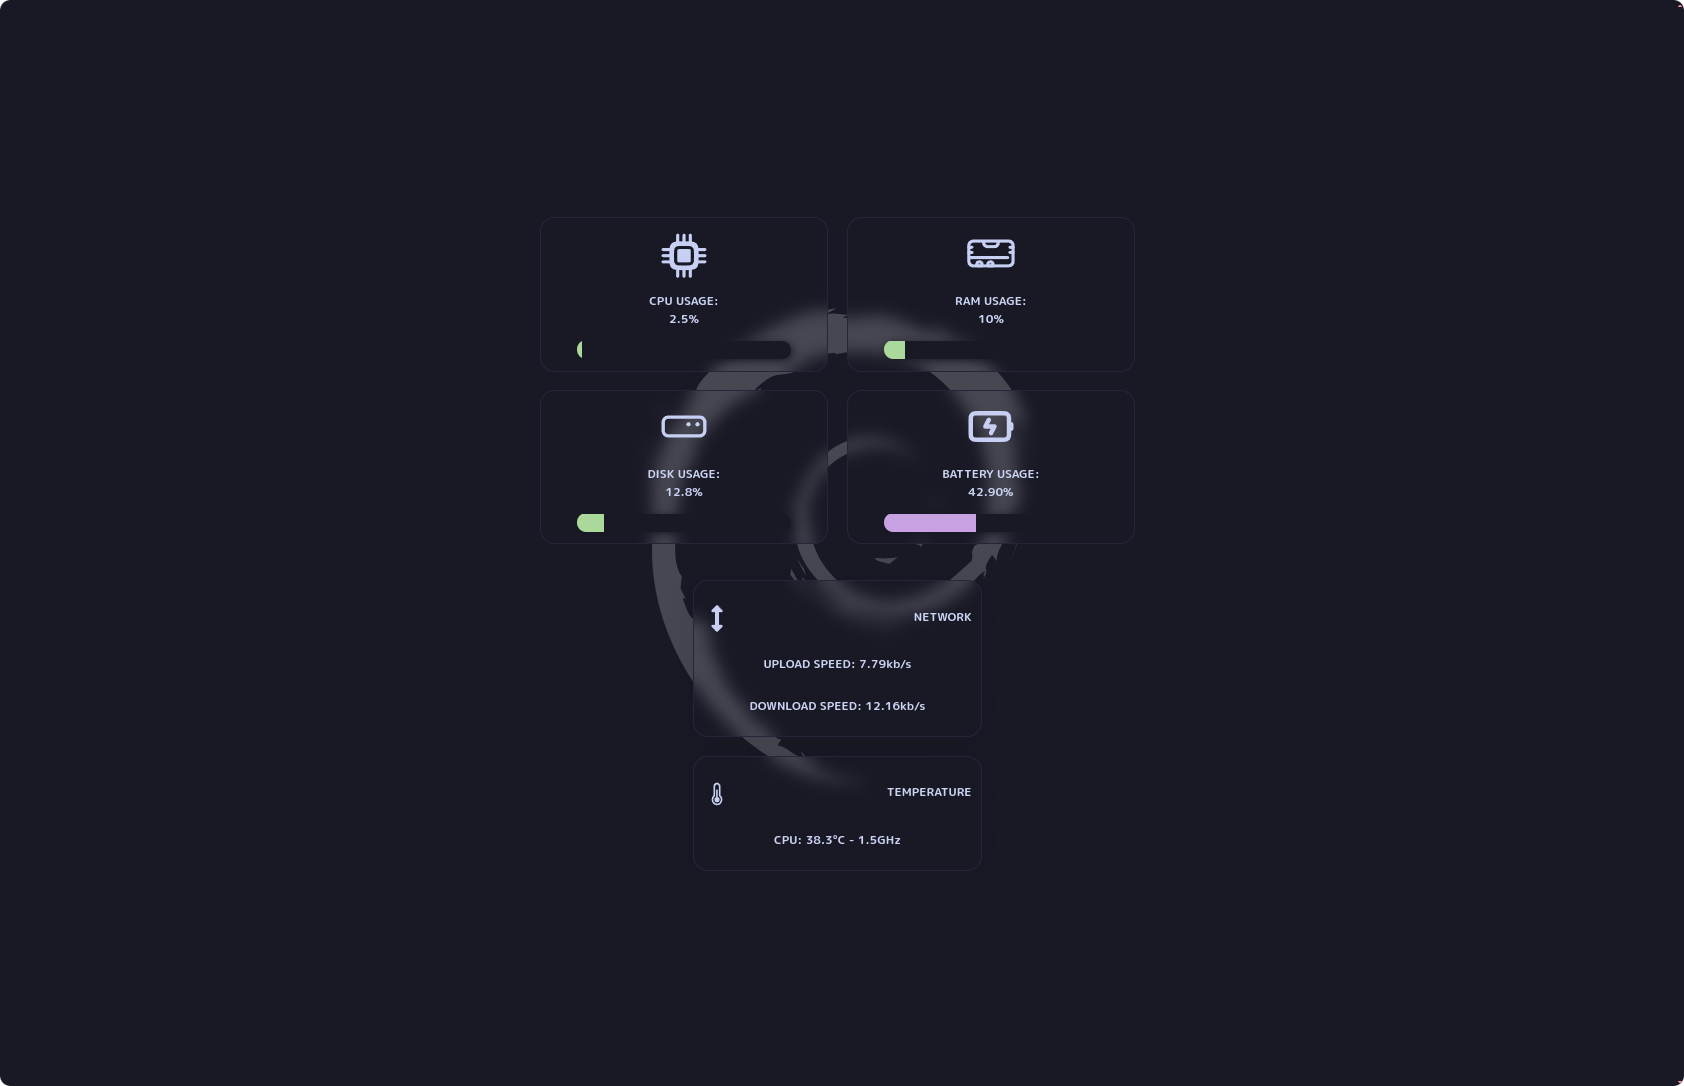 CPU USAGE:
2.5%
RAM USAGE:
10%
DISK USAGE:
12.8%
BATTERY USAGE:
42.90%
NETWORK
UPLOAD SPEED: 7.79kb/s
DOWNLOAD SPEED: 12.16kb/s
TEMPERATURE
CPU: 38.3°C - 1.5GHz